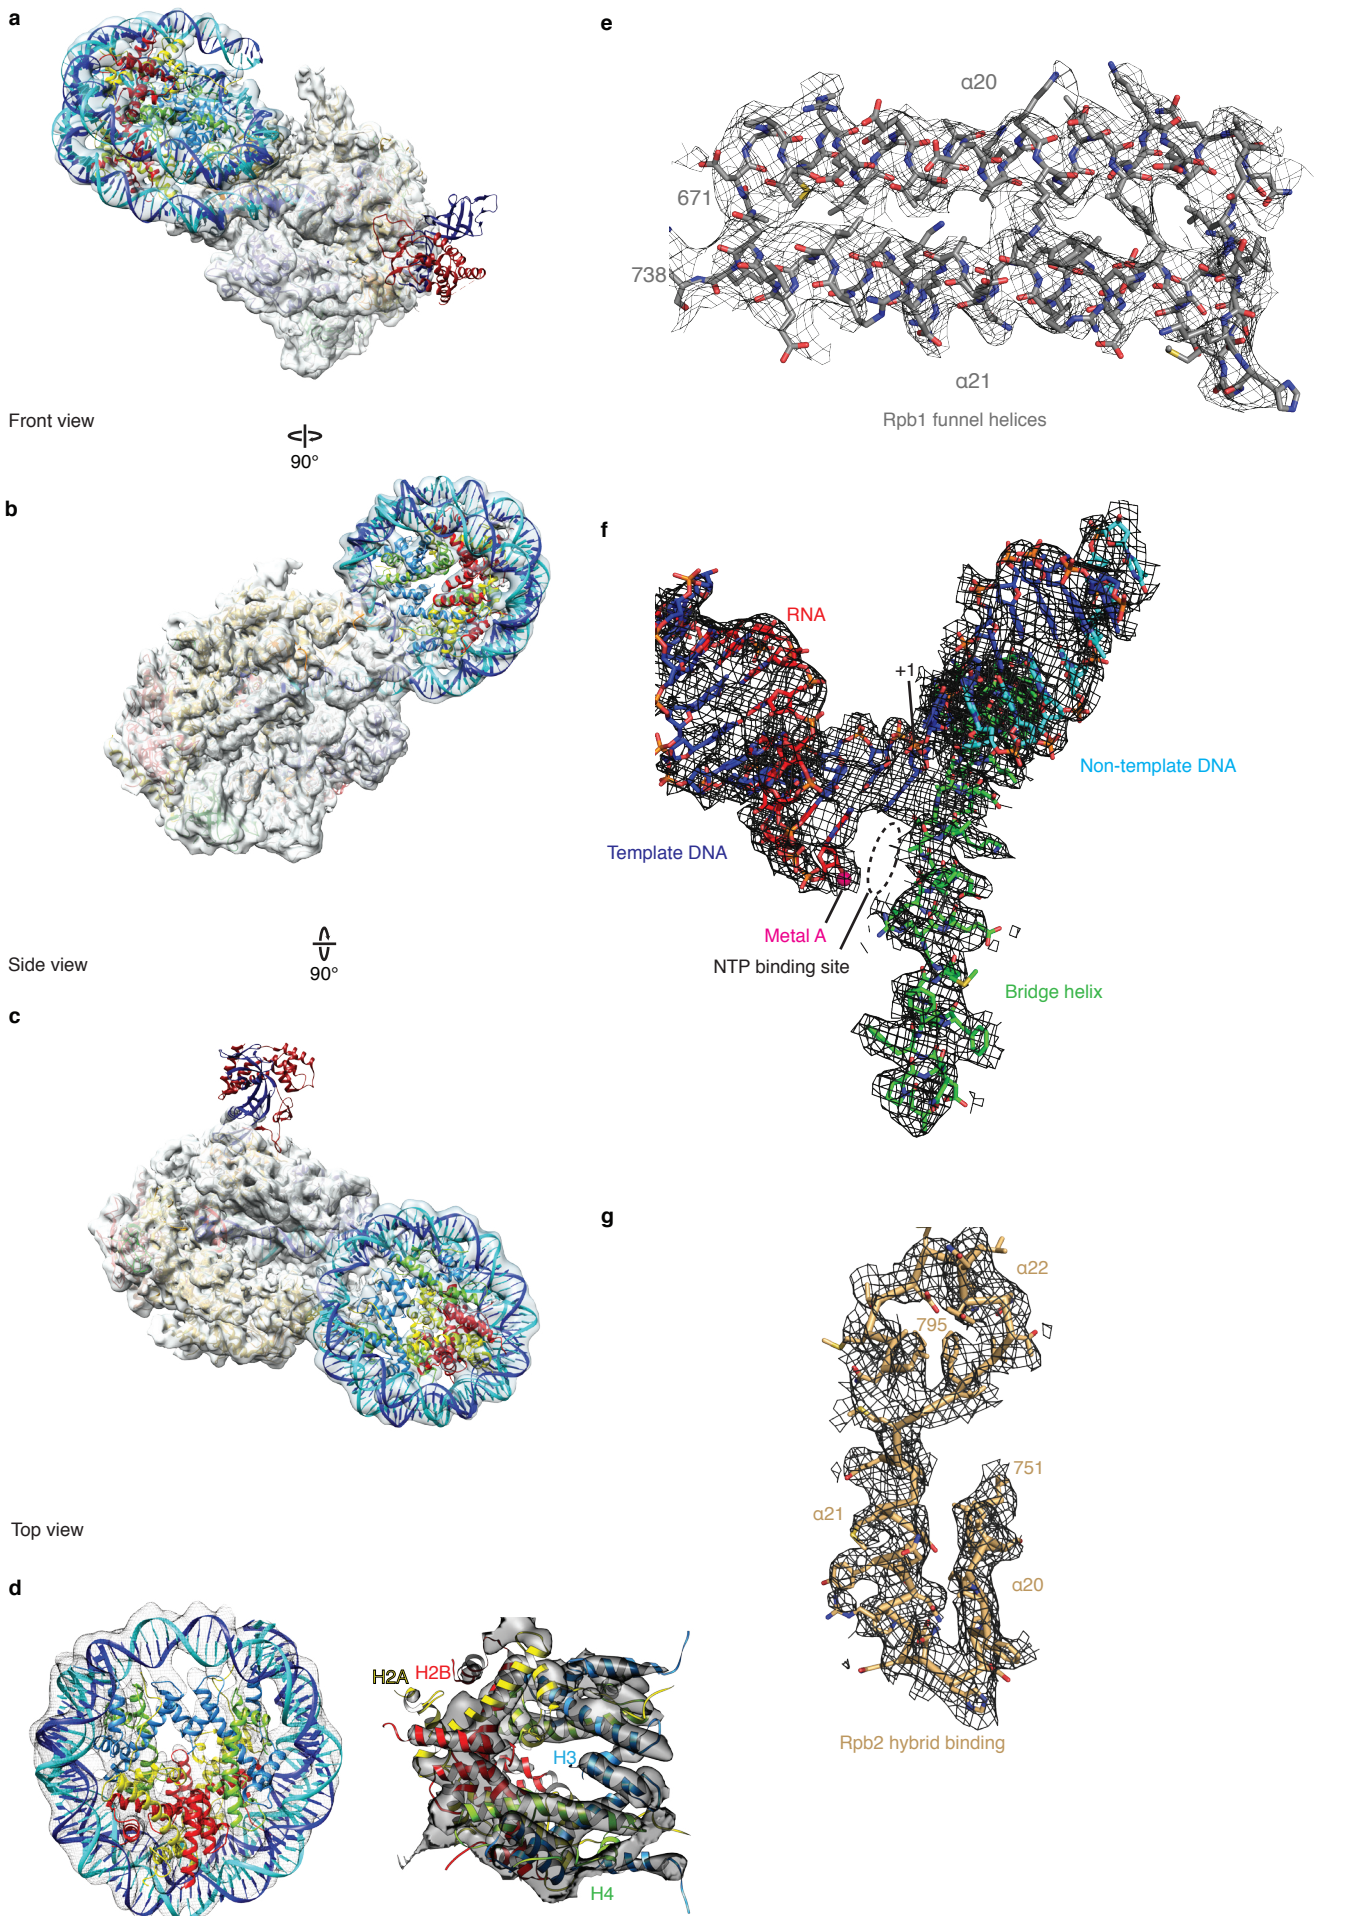 a
Front view
90°
b
Side view
90°
c
Top view
d
H2A
H2B
H3
H4
e
α20
671
738
α21
Rpb1 funnel helices
f
RNA
+1
Non-template DNA
Template DNA
Metal A
NTP binding site
Bridge helix
g
α22
795
751
α21
α20
Rpb2 hybrid binding